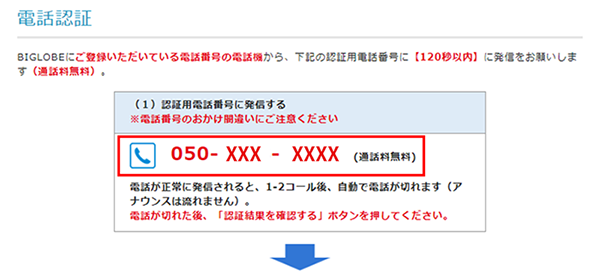 電話認証
BIGLOBEにご登録いただいている電話番号の電話機から、下記の認証用電話番号に【120秒以内】に発信をお願いしま
す（通話料無料）。
（1）認証用電話番号に発信する
※電話番号のおかけ間違いにご注意ください
050- XXX - XXXX (通話料無料)
電話が正常に発信されると、1-2コール後、自動で電話が切れます（ア
ナウンスは流れません）。
電話が切れた後、「認証結果を確認する」ボタンを押してください。